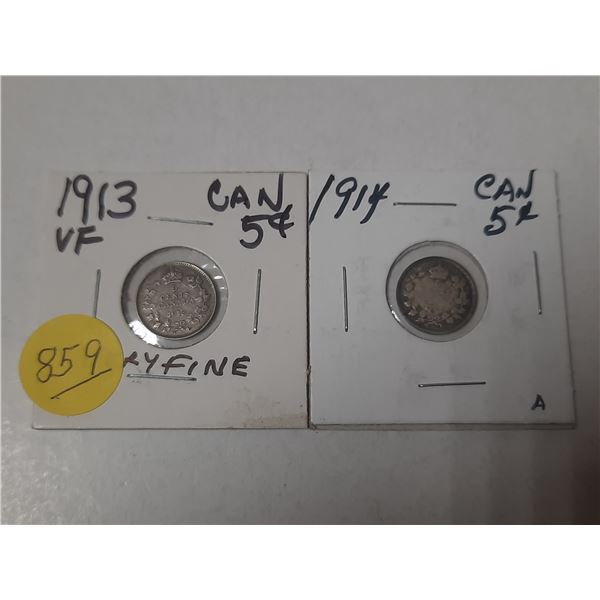 1913 CAN
VF 5¢
859
YFINE
1914 CAN
5¢
A